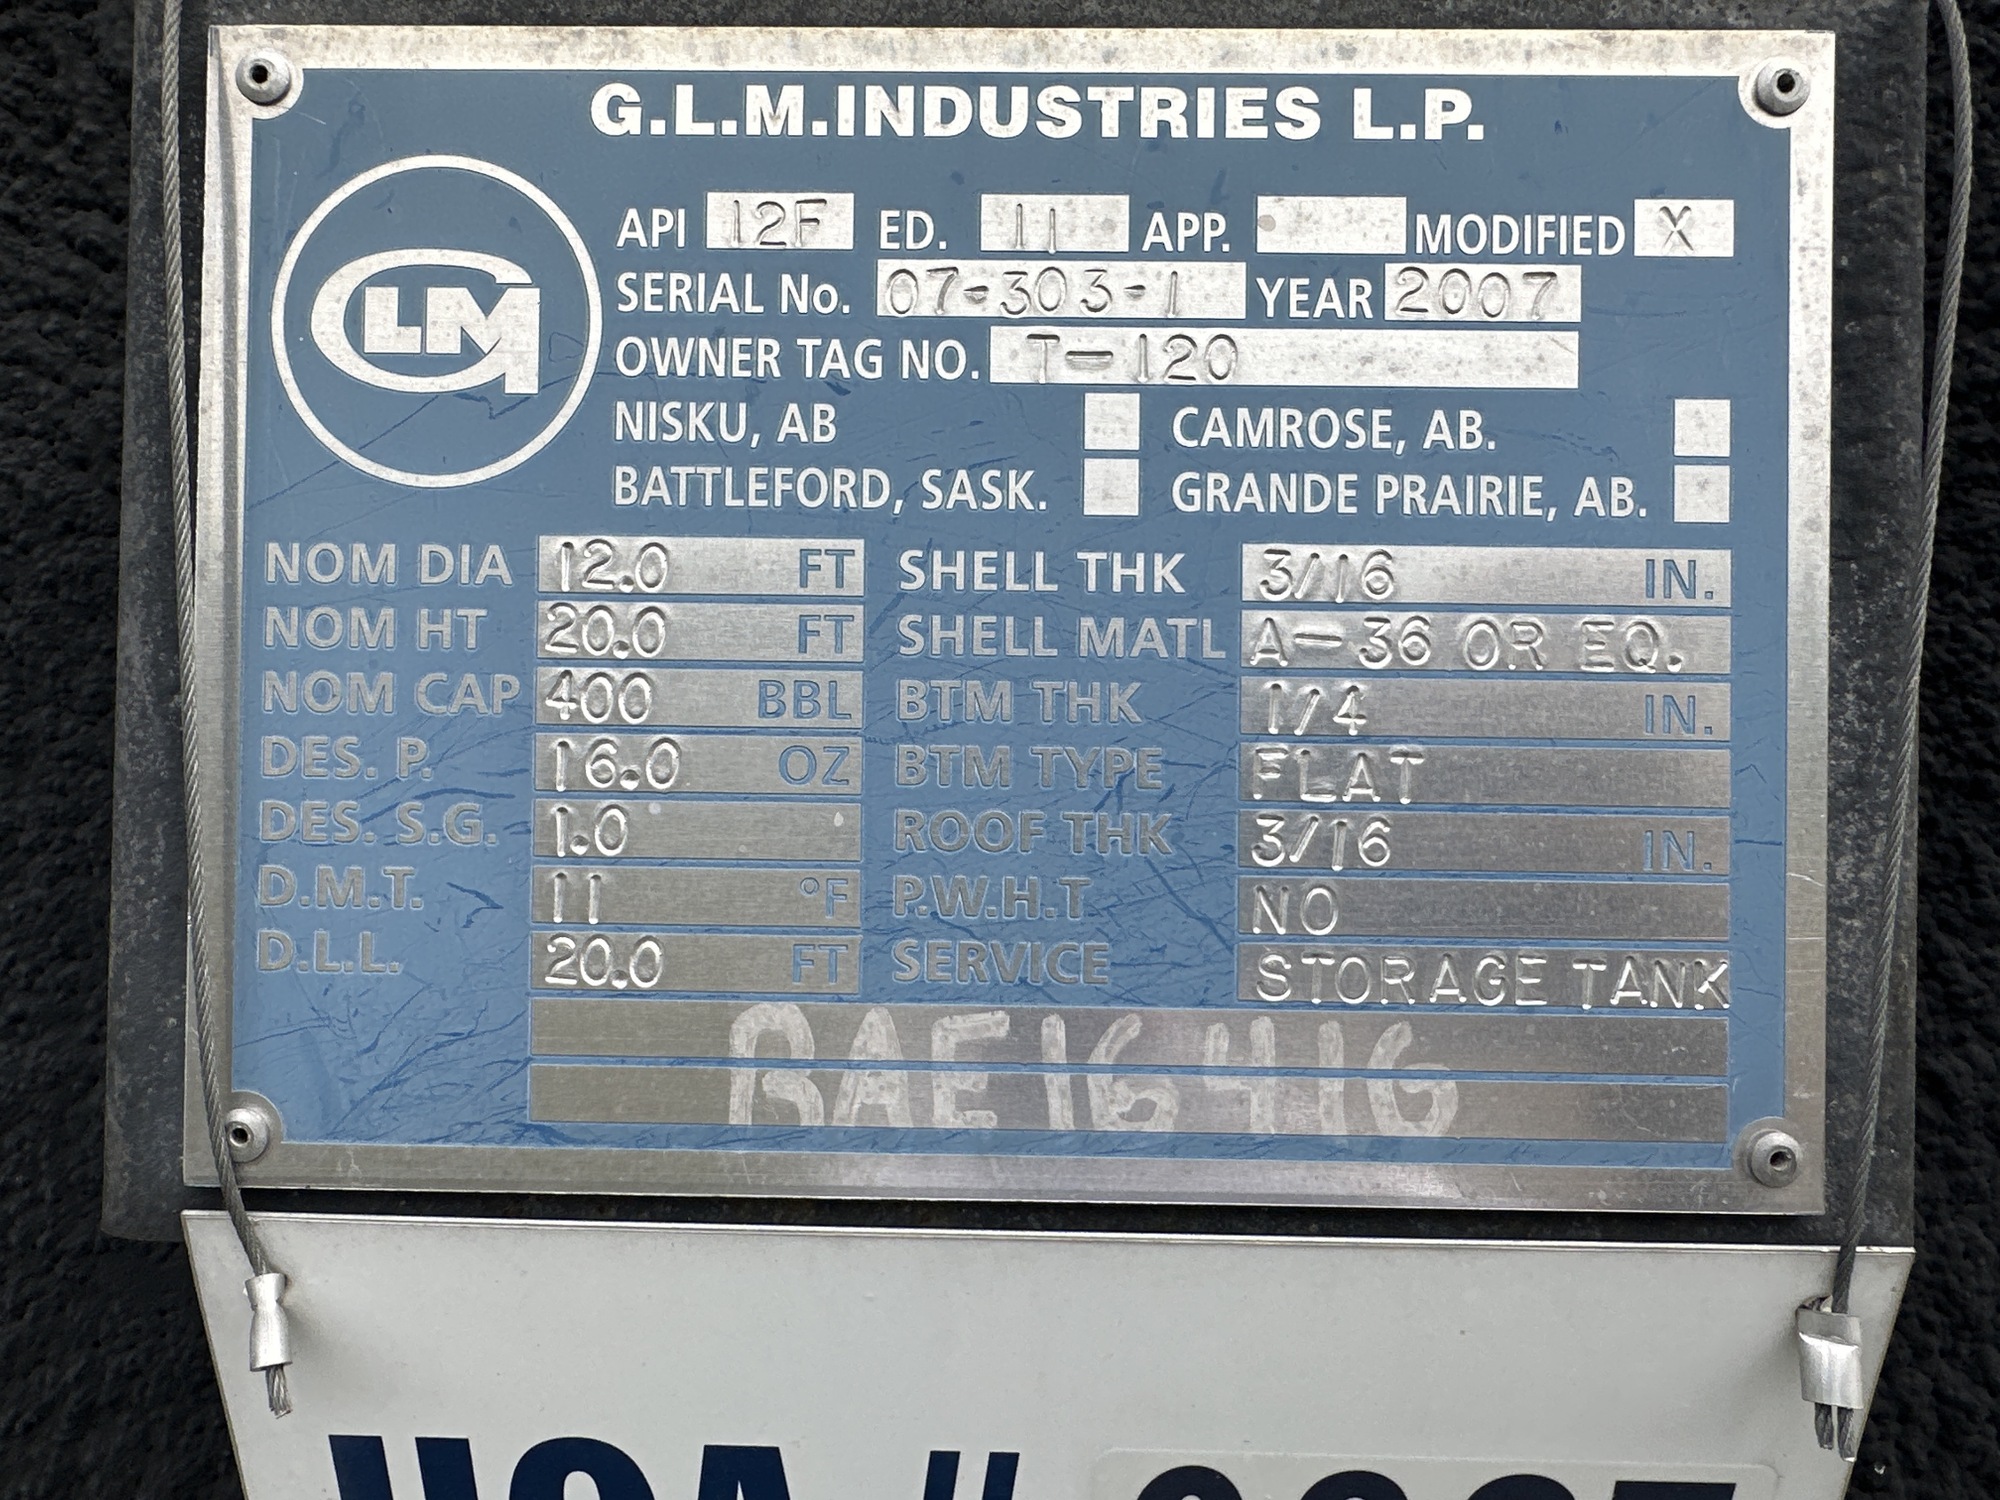 G.L.M. INDUSTRIES L.P.
GLM
API 12F ED. 11 APP. MODIFIED X
SERIAL No. 07-303-1 YEAR 2007
OWNER TAG NO. T-120
NISKU, AB CAMROSE, AB.
BATTLEFORD, SASK. GRANDE PRAIRIE, AB.
NOM DIA 12.0 FT SHELL THK 3/16 IN.
NOM HT 20.0 FT SHELL MATL A-36 OR EQ.
NOM CAP 400 BBL BTM THK 1/4 IN.
DES. P. 16.0 OZ BTM TYPE FLAT
DES. S.G. 1.0 ROOF THK 3/16 IN.
D.M.T. 11 °F P.W.H.T NO
D.L.L. 20.0 FT SERVICE STORAGE TANK